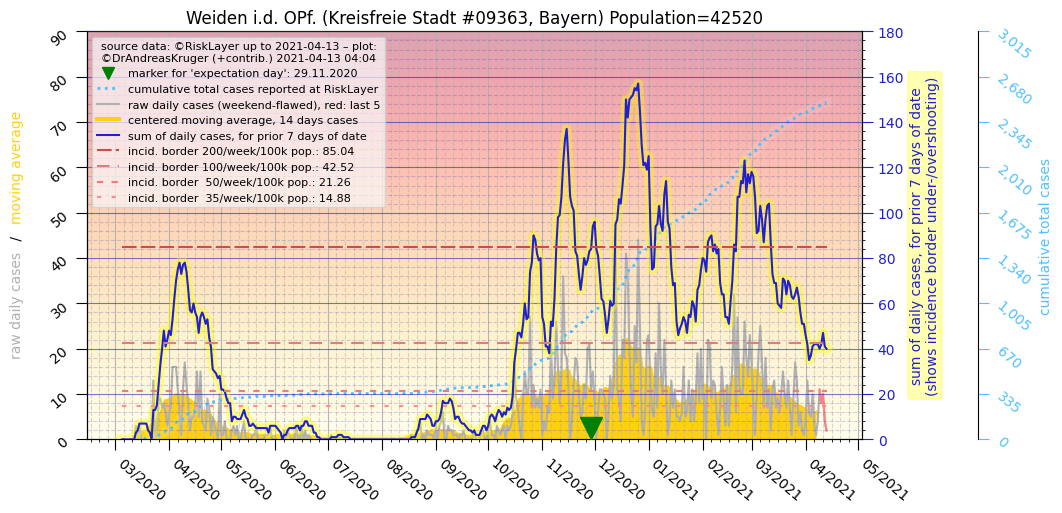 Weiden i.d. OPf. (Kreisfreie Stadt #09363, Bayern) Population=42520
source data: ©RiskLayer up to 2021-04-13 – plot:
©DrAndreasKruger (+contrib.) 2021-04-13 04:04
marker for 'expectation day': 29.11.2020
cumulative total cases reported at RiskLayer
raw daily cases (weekend-flawed), red: last 5
centered moving average, 14 days cases
sum of daily cases, for prior 7 days of date
incid. border 200/week/100k pop.: 85.04
incid. border 100/week/100k pop.: 42.52
incid. border  50/week/100k pop.: 21.26
incid. border  35/week/100k pop.: 14.88
raw daily cases / moving average
90
80
70
60
50
40
30
20
10
0
03/2020
04/2020
05/2020
06/2020
07/2020
08/2020
09/2020
10/2020
11/2020
12/2020
01/2021
02/2021
03/2021
04/2021
05/2021
180
160
140
120
100
80
60
40
20
0
sum of daily cases, for prior 7 days of date
(shows incidence border under-/overshooting)
3,015
2,680
2,345
2,010
1,675
1,340
1,005
670
335
0
cumulative total cases